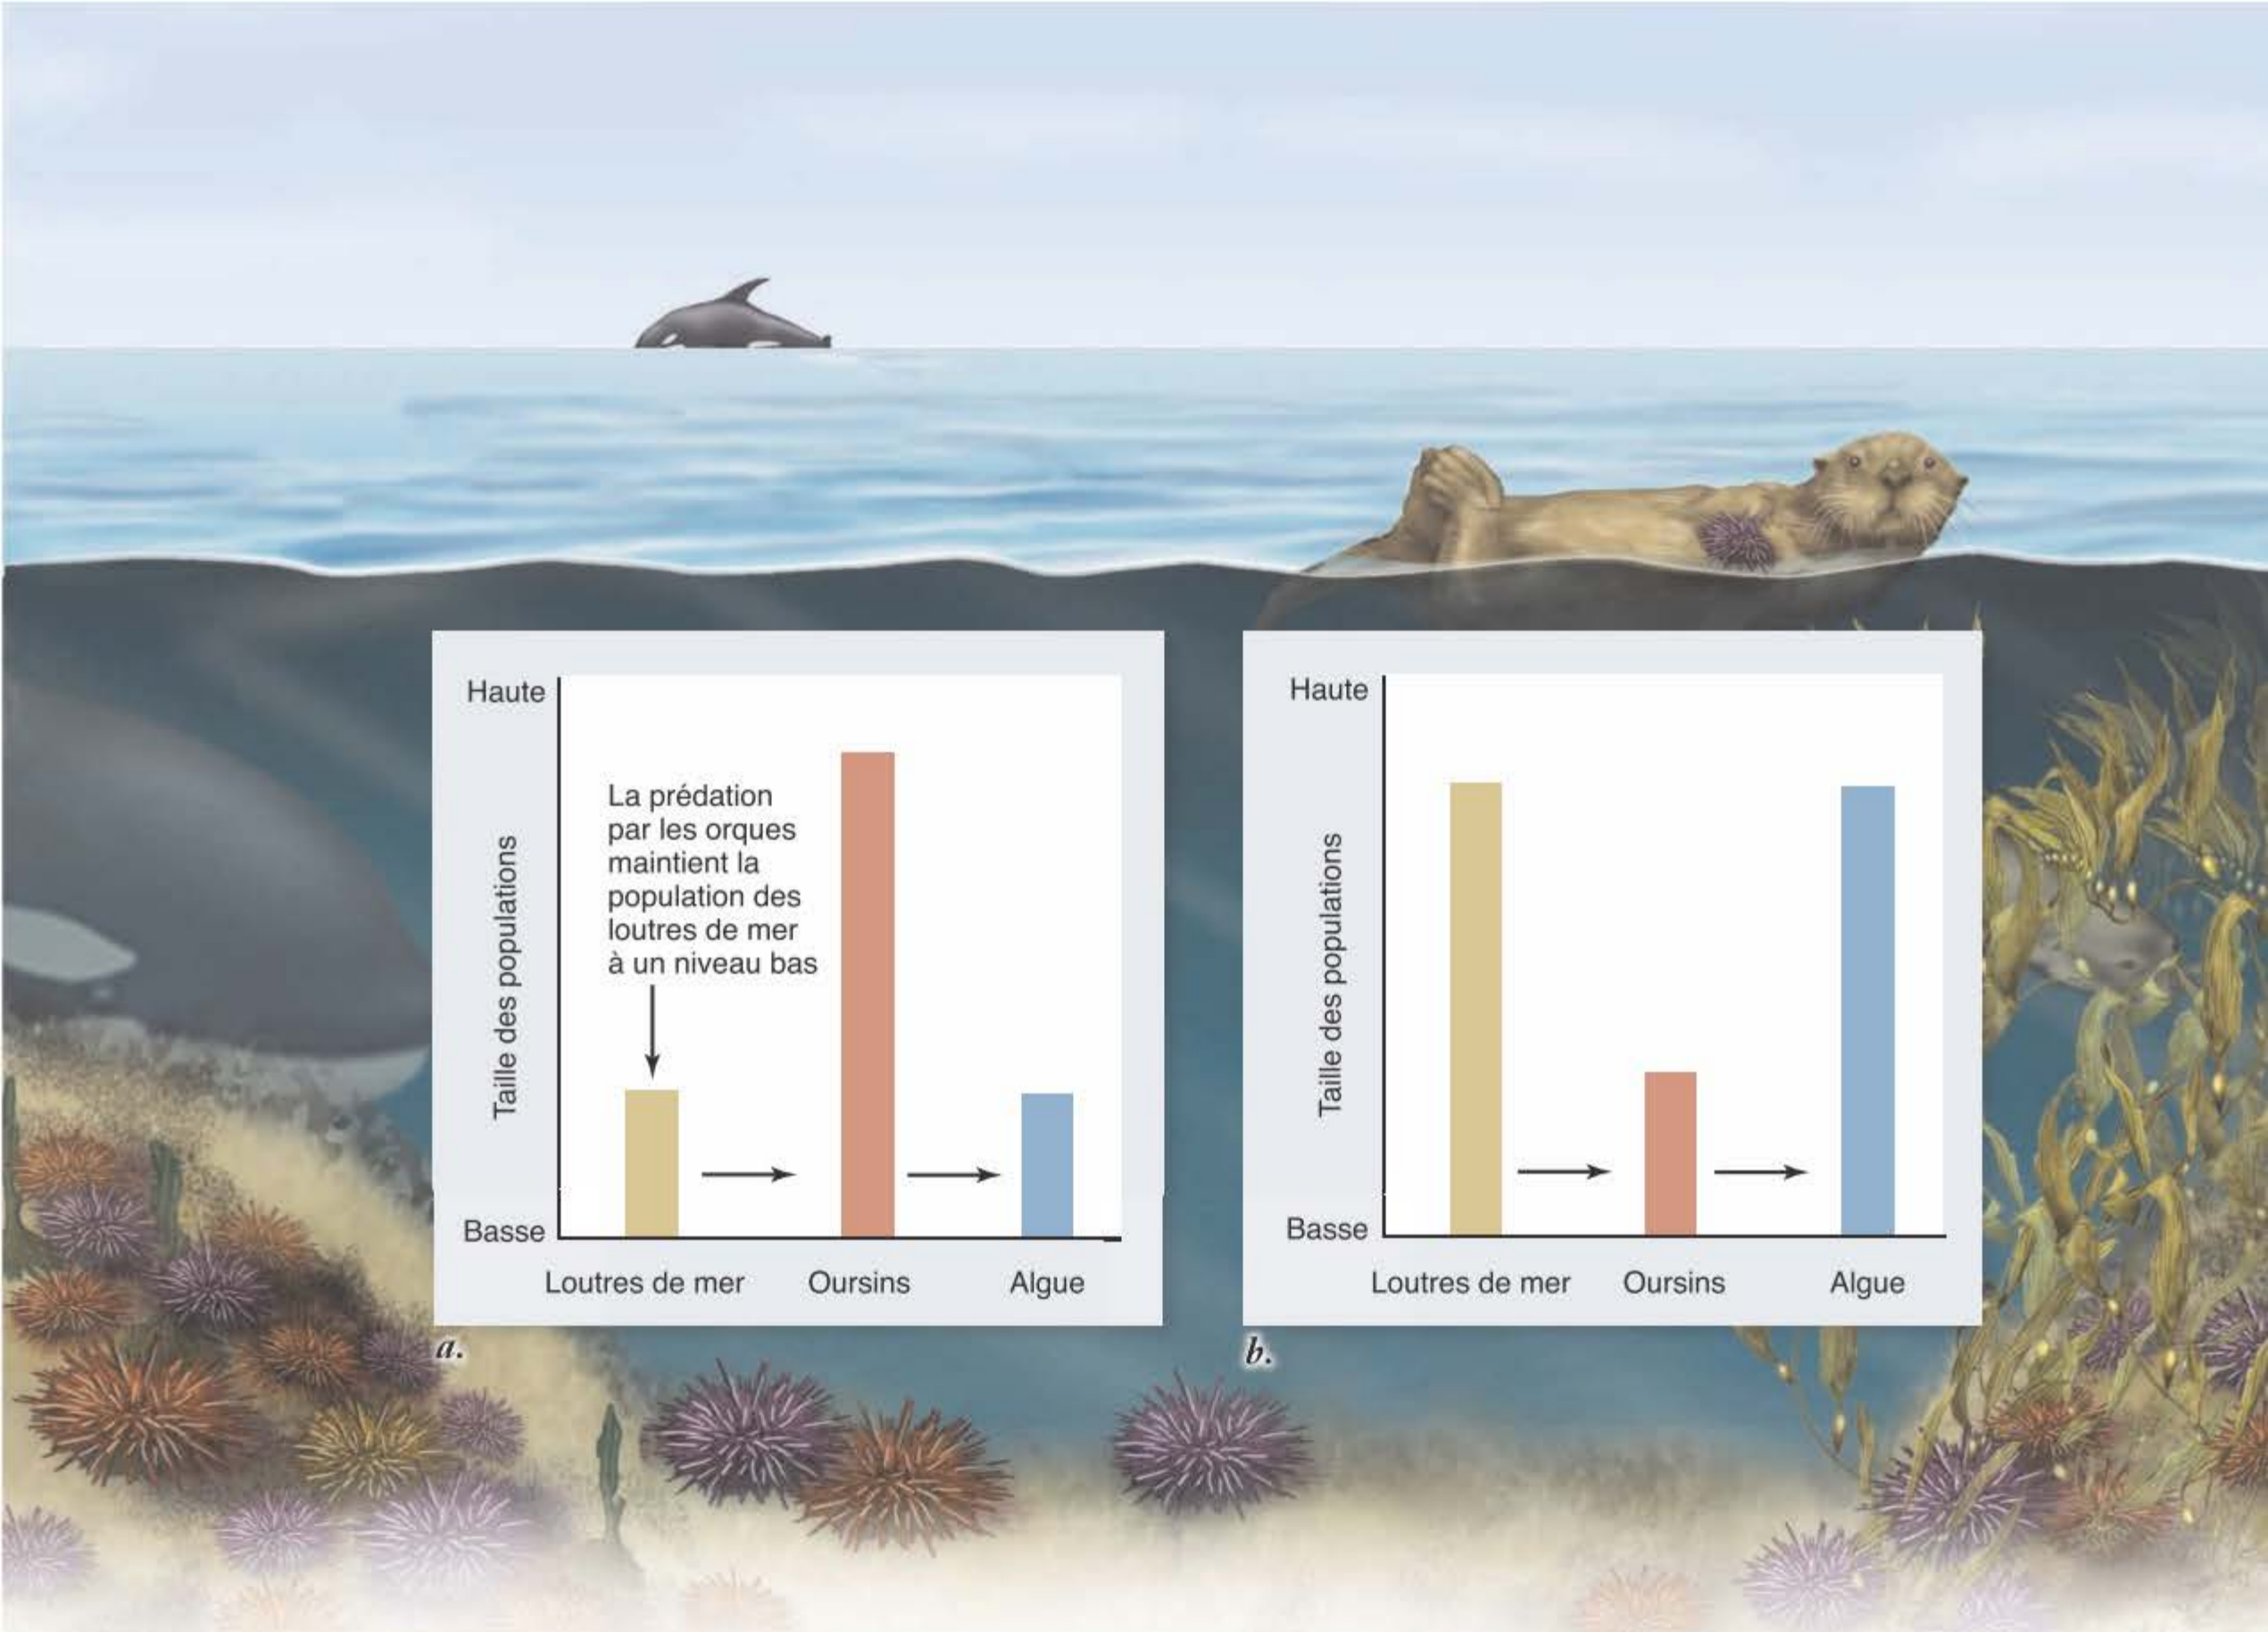 Haute
La prédation
par les orques
maintient la
population des
loutres de mer
à un niveau bas
Taille des populations
Basse
Loutres de mer
Oursins
Algue
a.
Haute
Taille des populations
Basse
Loutres de mer
Oursins
Algue
b.